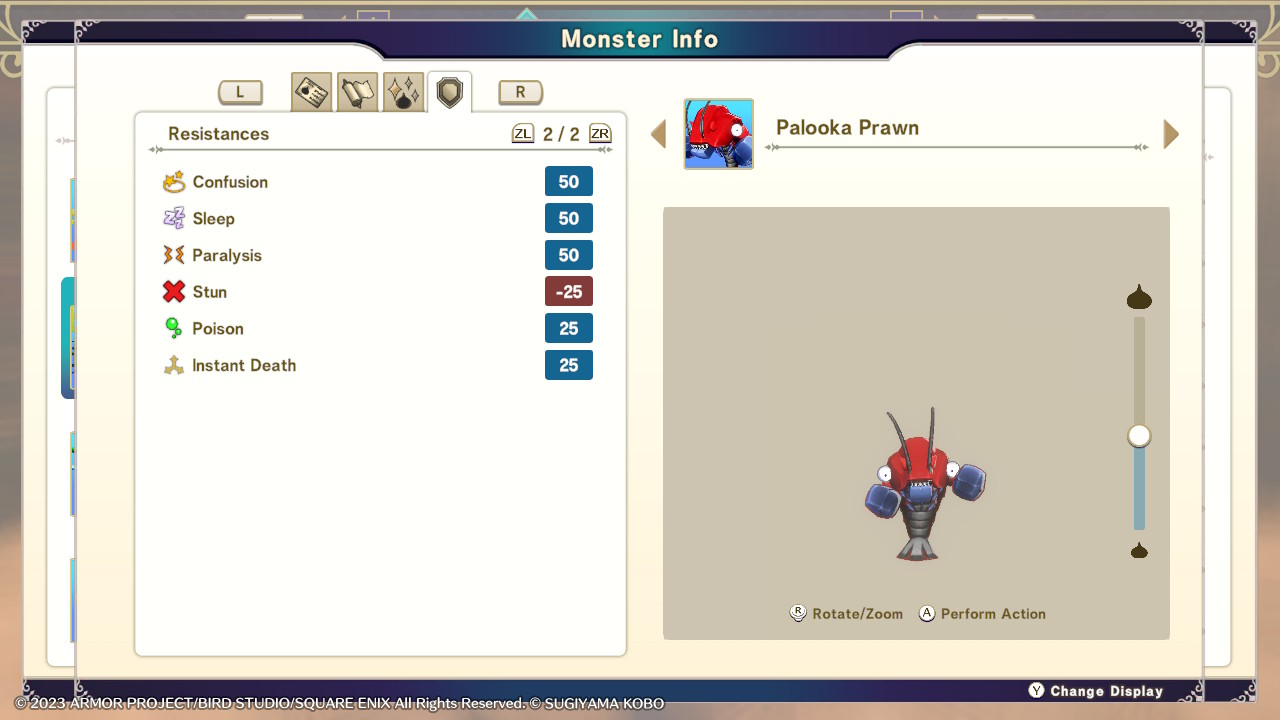 Monster Info
L
R
Resistances
ZL 2 / 2 ZR
Palooka Prawn
Confusion 50
Sleep 50
Paralysis 50
Stun -25
Poison 25
Instant Death 25
R Rotate/Zoom A Perform Action
Y Change Display
© 2023 ARMOR PROJECT/BIRD STUDIO/SQUARE ENIX All Rights Reserved. © SUGIYAMA KOBO